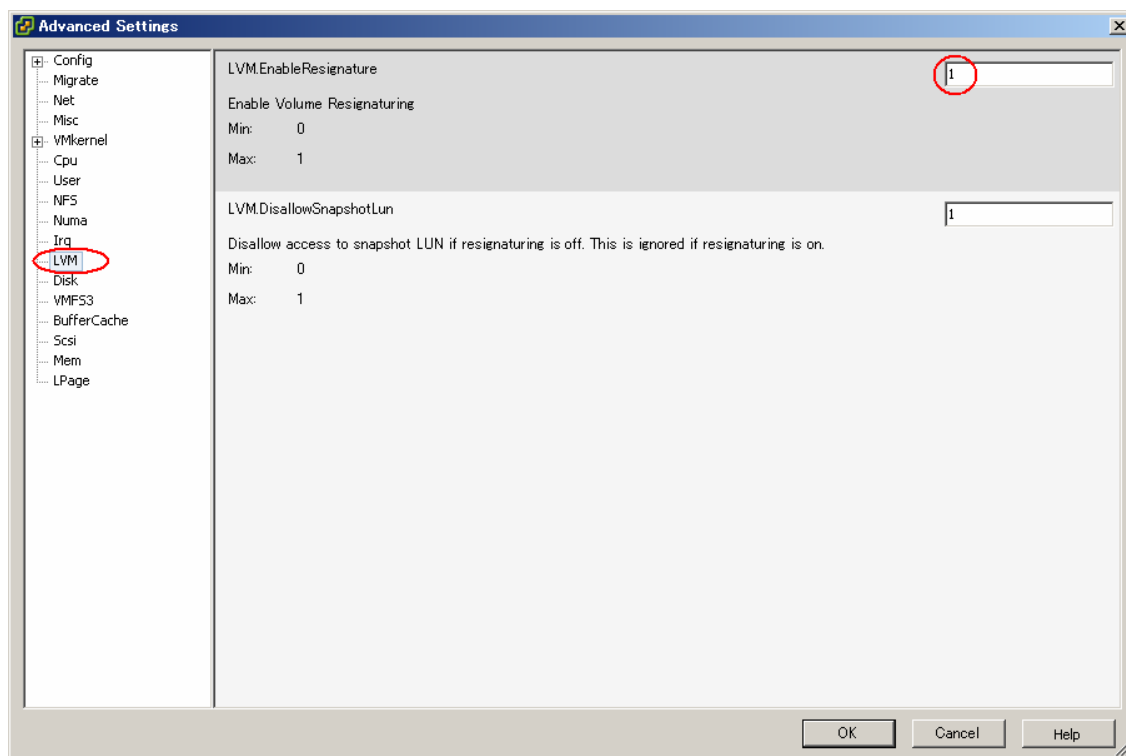 Advanced Settings
Config
Migrate
Net
Misc
VMkernel
Cpu
User
NFS
Numa
Irq
LVM
Disk
VMFS3
BufferCache
Scsi
Mem
LPage
LVM.EnableResignature
1
Enable Volume Resignaturing
Min: 0
Max: 1
LVM.DisallowSnapshotLun
1
Disallow access to snapshot LUN if resignaturing is off. This is ignored if resignaturing is on.
Min: 0
Max: 1
OK
Cancel
Help